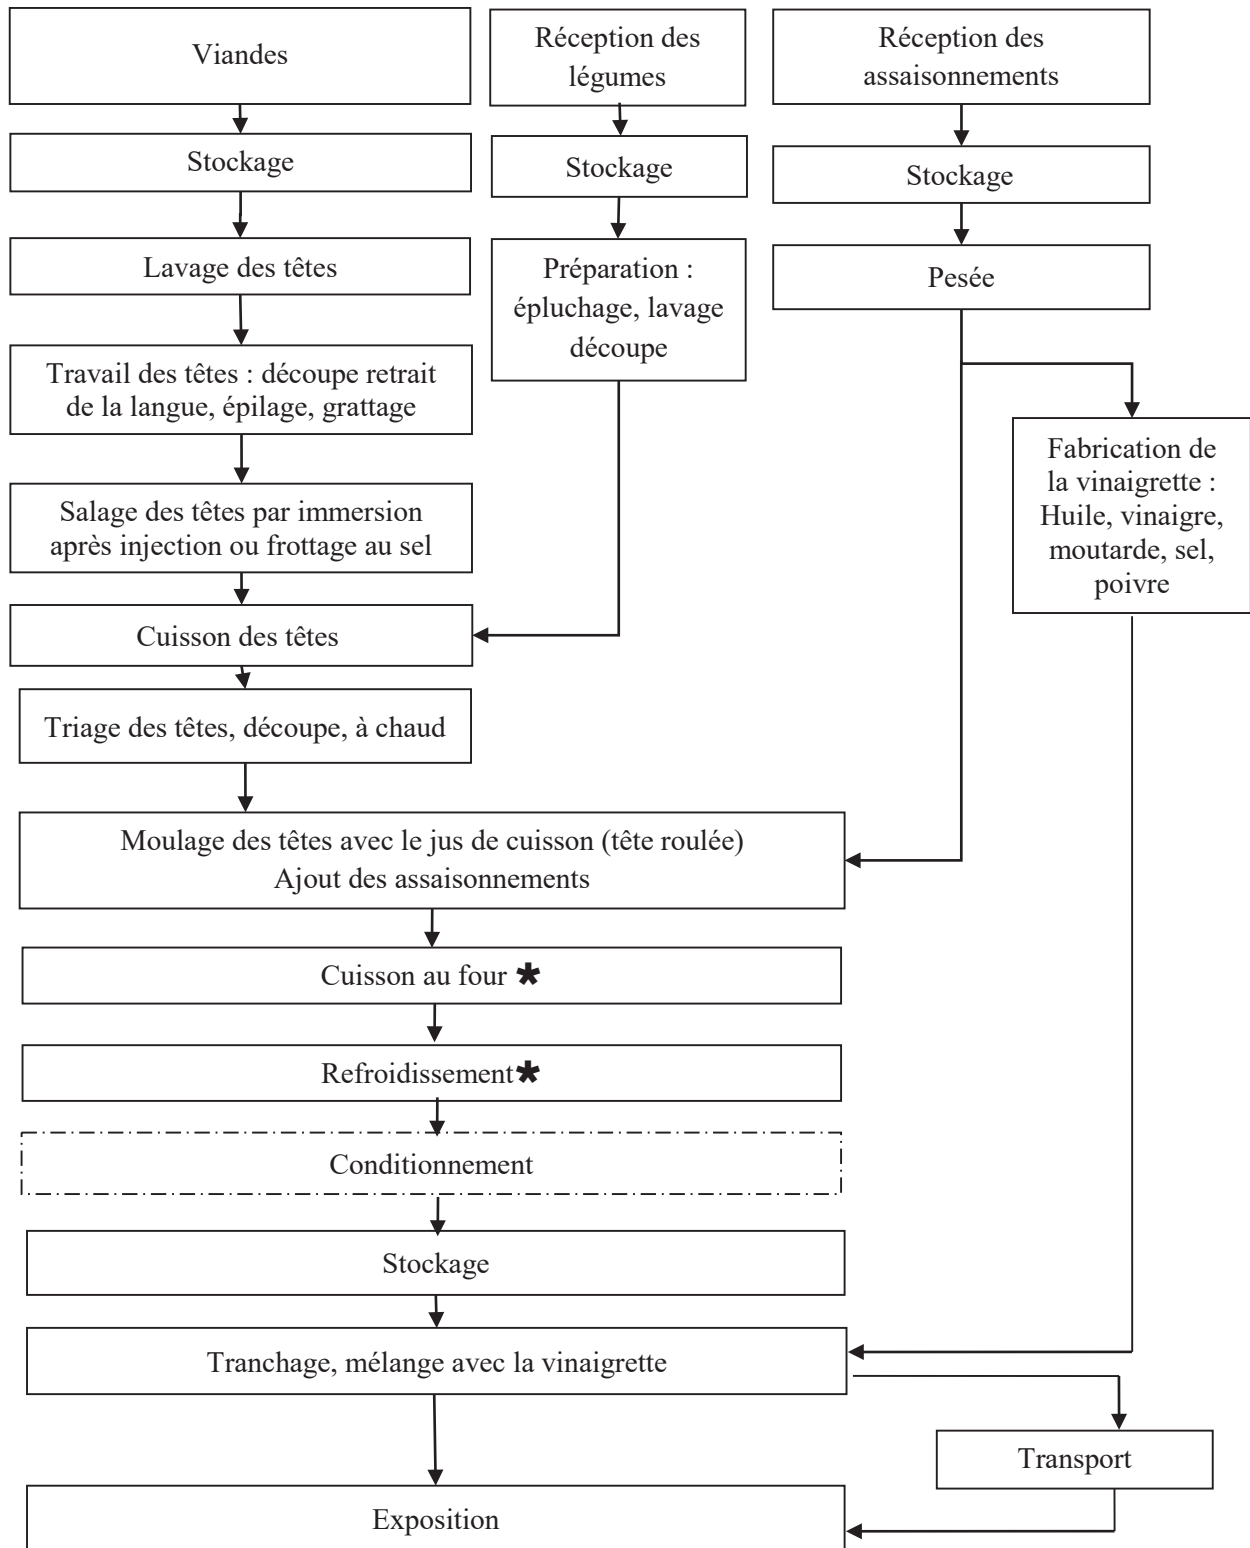 Viandes
Réception des
légumes
Réception des
assaisonnements
Stockage
Stockage
Stockage
Lavage des têtes
Préparation :
épluchage, lavage
découpe
Pesée
Travail des têtes : découpe retrait
de la langue, épilage, grattage
Fabrication de
la vinaigrette :
Huile, vinaigre,
moutarde, sel,
poivre
Salage des têtes par immersion
après injection ou frottage au sel
Cuisson des têtes
Triage des têtes, découpe, à chaud
Moulage des têtes avec le jus de cuisson (tête roulée)
Ajout des assaisonnements
Cuisson au four *
Refroidissement*
Conditionnement
Stockage
Tranchage, mélange avec la vinaigrette
Transport
Exposition